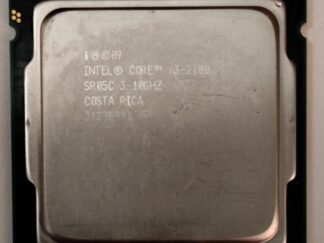 INTEL® CORE™ i3-2100
SR05C 3.10GHZ
COSTA RICA